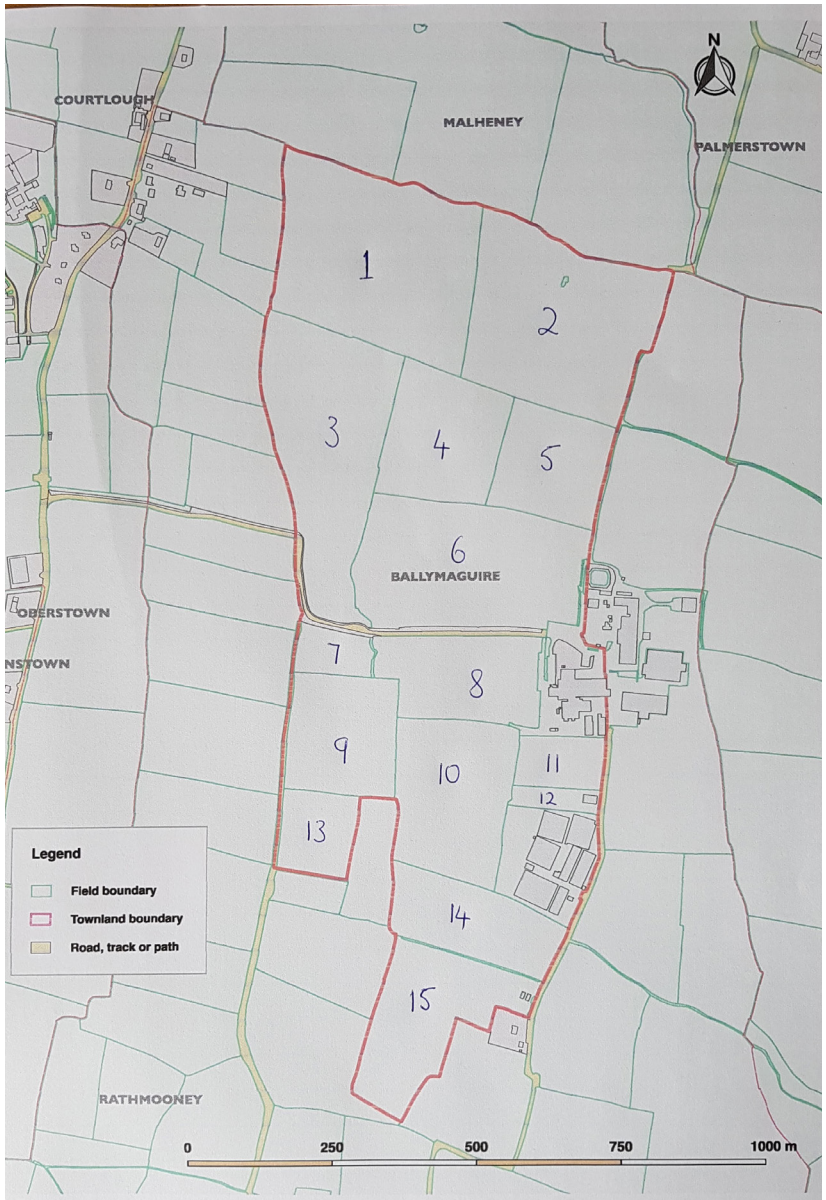 N
COURTLOUGH
MALHENEY
PALMERSTOWN
1
2
3
4
5
6
BALLYMAGUIRE
OBERSTOWN
NSTOWN
7
8
9
10
11
12
13
14
15
Legend
Field boundary
Townland boundary
Road, track or path
RATHMOONEY
0 250 500 750 1000 m